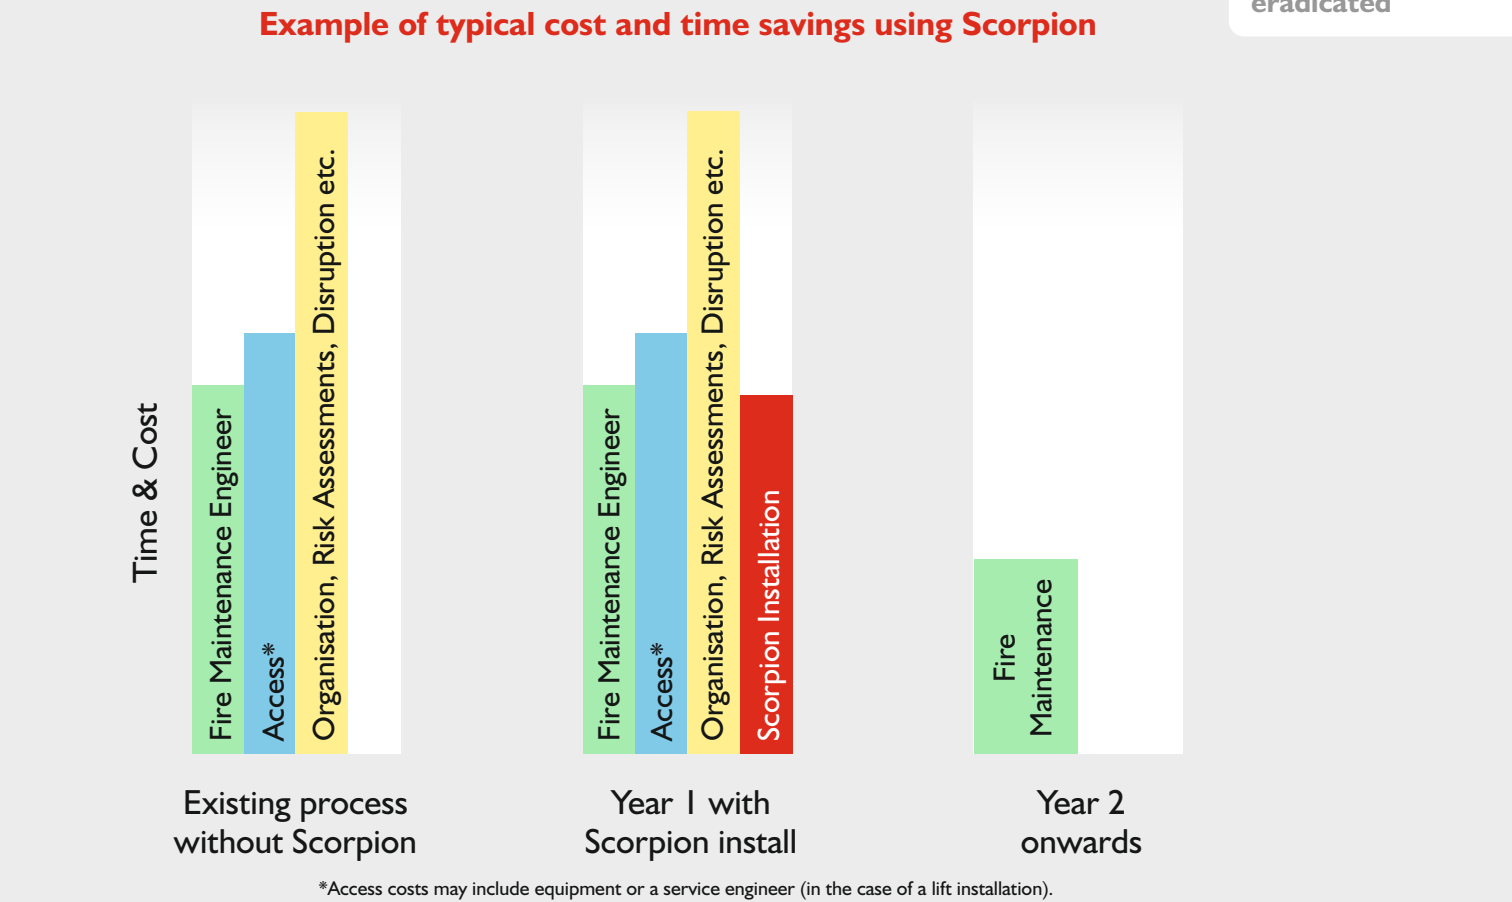 eradicated
Example of typical cost and time savings using Scorpion
Time & Cost
Fire Maintenance Engineer
Access*
Organisation, Risk Assessments, Disruption etc.
Fire Maintenance Engineer
Access*
Organisation, Risk Assessments, Disruption etc.
Scorpion Installation
Fire
Maintenance
Existing process
without Scorpion
Year 1 with
Scorpion install
Year 2
onwards
*Access costs may include equipment or a service engineer (in the case of a lift installation).